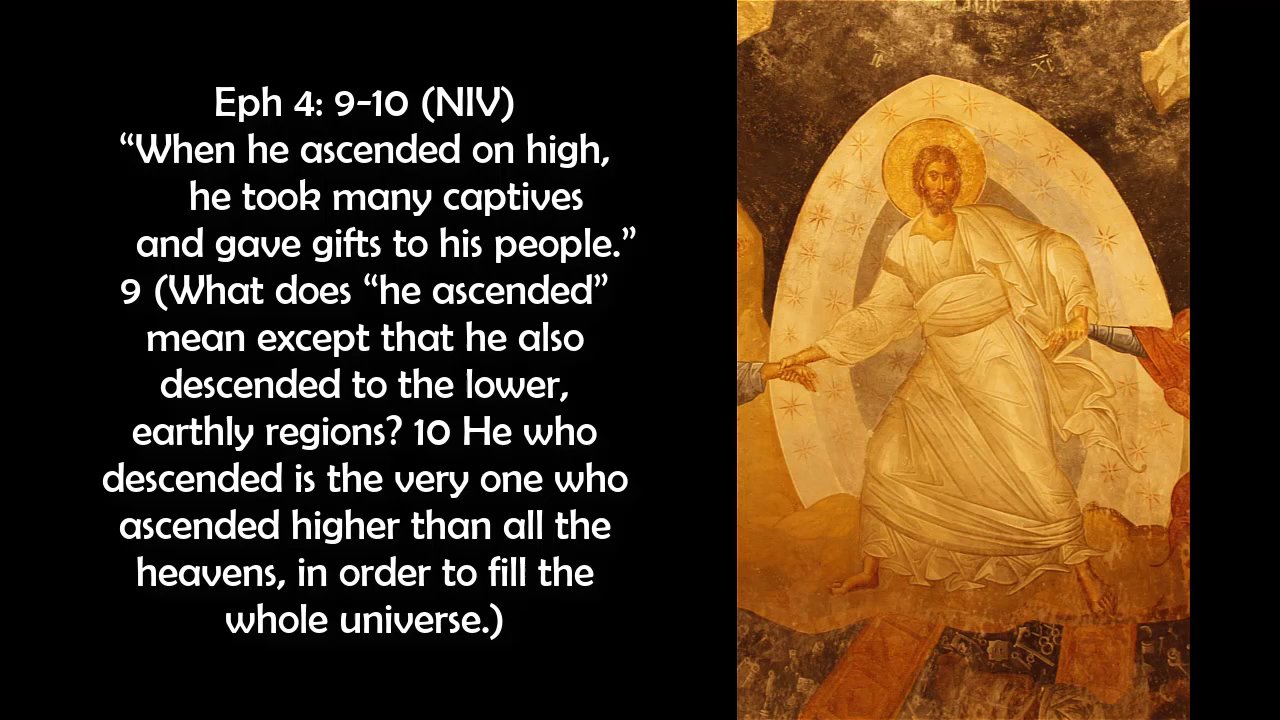 Eph 4: 9-10 (NIV)
“When he ascended on high,
he took many captives
and gave gifts to his people.”
9 (What does “he ascended”
mean except that he also
descended to the lower,
earthly regions? 10 He who
descended is the very one who
ascended higher than all the
heavens, in order to fill the
whole universe.)